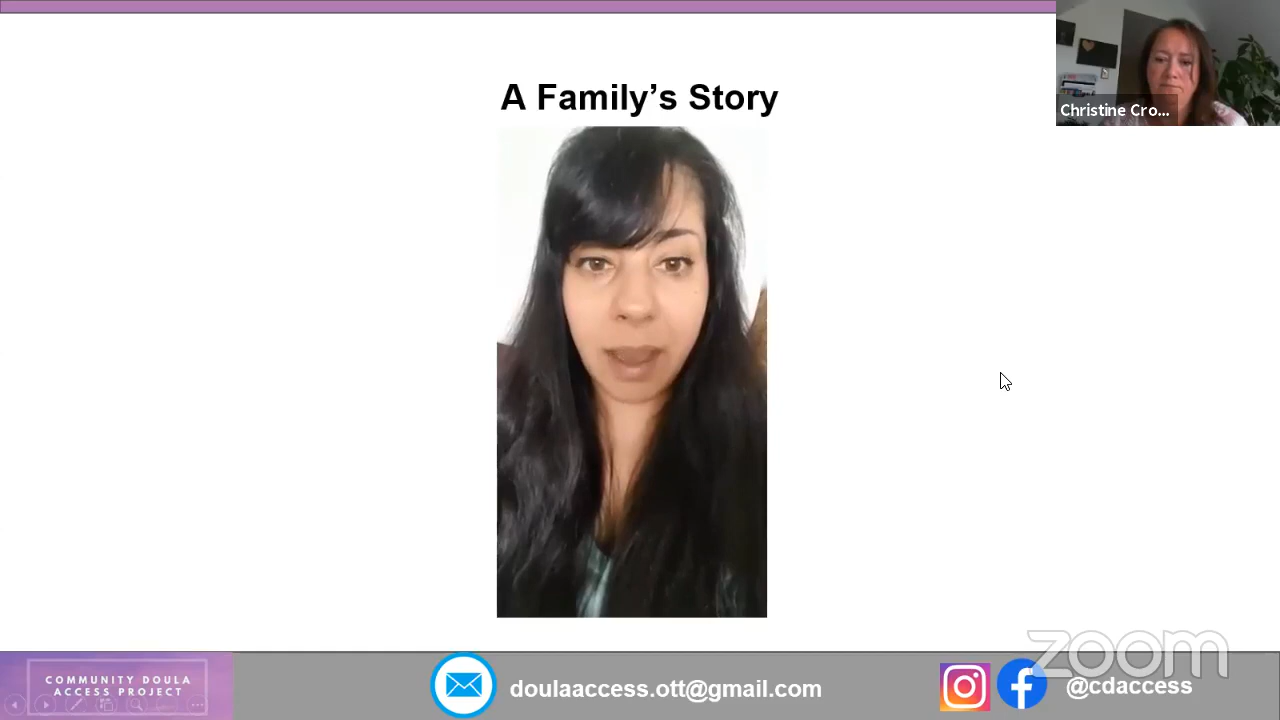 A Family’s Story
Christine Cro...
COMMUNITY DOULA
ACCESS PROJECT
doulaaccess.ott@gmail.com
@cdaccess
zoom